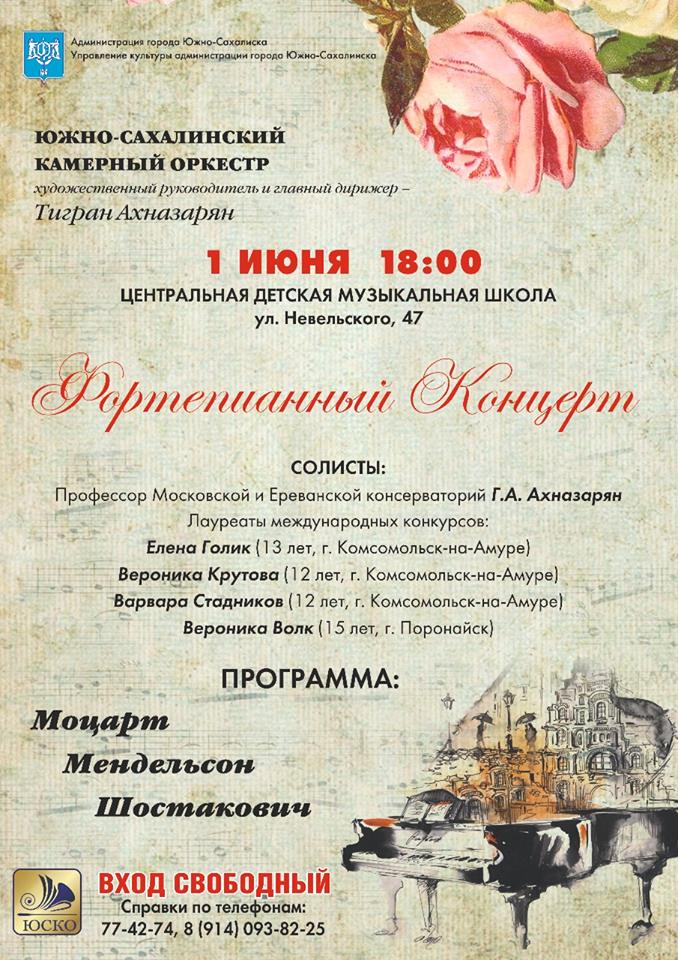 Администрация города Южно-Сахалиска
Управление культуры администрации города Южно-Сахалинска
ЮЖНО-САХАЛИНСКИЙ
КАМЕРНЫЙ ОРКЕСТР
художественный руководитель и главный дирижер –
Тигран Ахназарян
1 ИЮНЯ 18:00
ЦЕНТРАЛЬНАЯ ДЕТСКАЯ МУЗЫКАЛЬНАЯ ШКОЛА
ул. Невельского, 47
Фортепианный Концерт
СОЛИСТЫ:
Профессор Московской и Ереванской консерваторий Г.А. Ахназарян
Лауреаты международных конкурсов:
Елена Голик (13 лет, г. Комсомольск-на-Амуре)
Вероника Крутова (12 лет, г. Комсомольск-на-Амуре)
Варвара Стадников (12 лет, г. Комсомольск-на-Амуре)
Вероника Волк (15 лет, г. Поронайск)
ПРОГРАММА:
Моцарт
Мендельсон
Шостакович
ЮСКО
ВХОД СВОБОДНЫЙ
Справки по телефонам:
77-42-74, 8 (914) 093-82-25